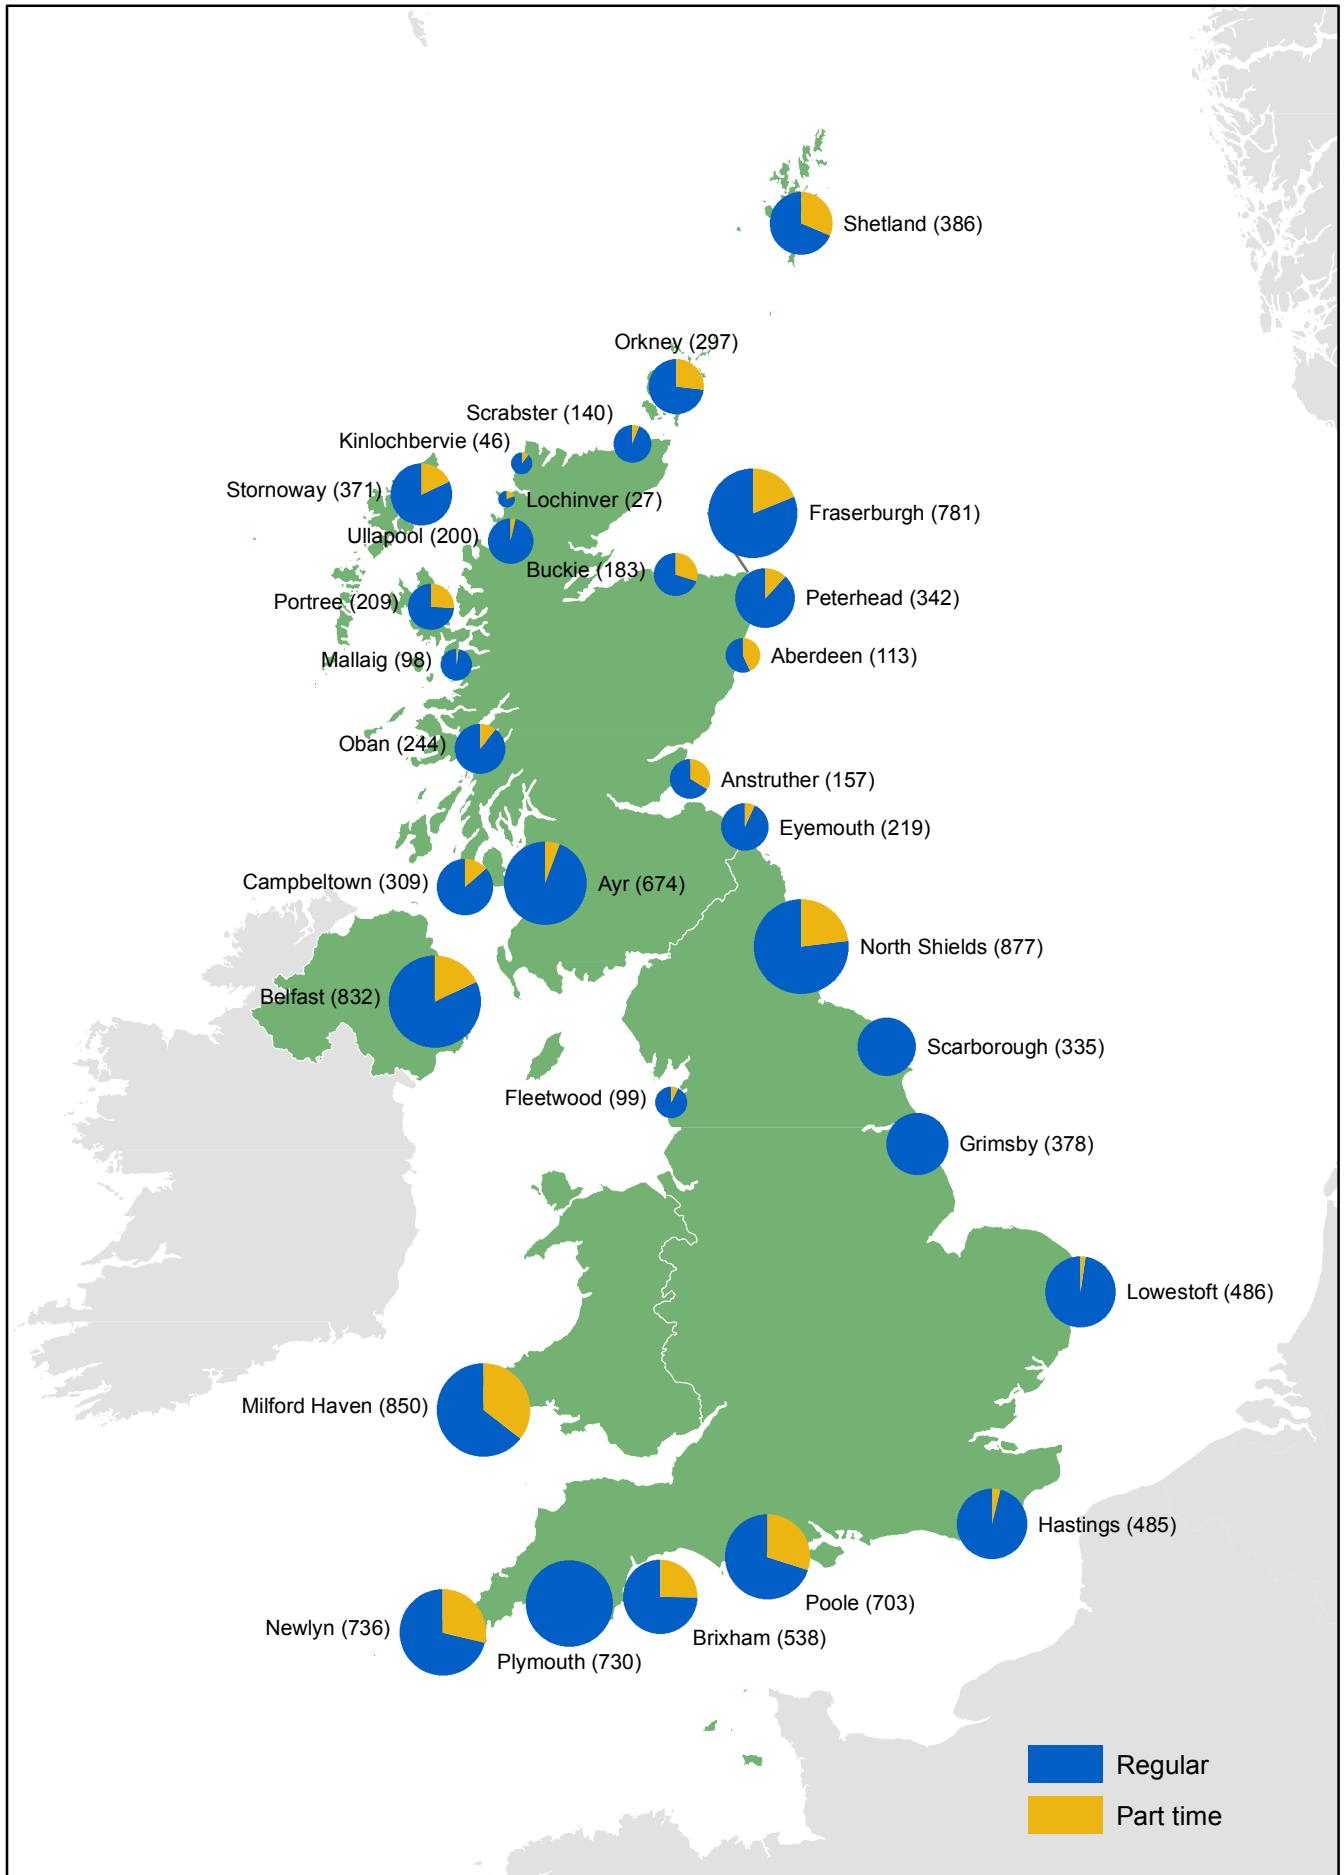 Shetland (386)
Orkney (297)
Scrabster (140)
Kinlochbervie (46)
Stornoway (371)
Lochinver (27)
Fraserburgh (781)
Ullapool (200)
Buckie (183)
Portree (209)
Peterhead (342)
Mallaig (98)
Aberdeen (113)
Oban (244)
Anstruther (157)
Eyemouth (219)
Campbeltown (309)
Ayr (674)
North Shields (877)
Belfast (832)
Scarborough (335)
Fleetwood (99)
Grimsby (378)
Lowestoft (486)
Milford Haven (850)
Hastings (485)
Poole (703)
Newlyn (736)
Brixham (538)
Plymouth (730)
Regular
Part time